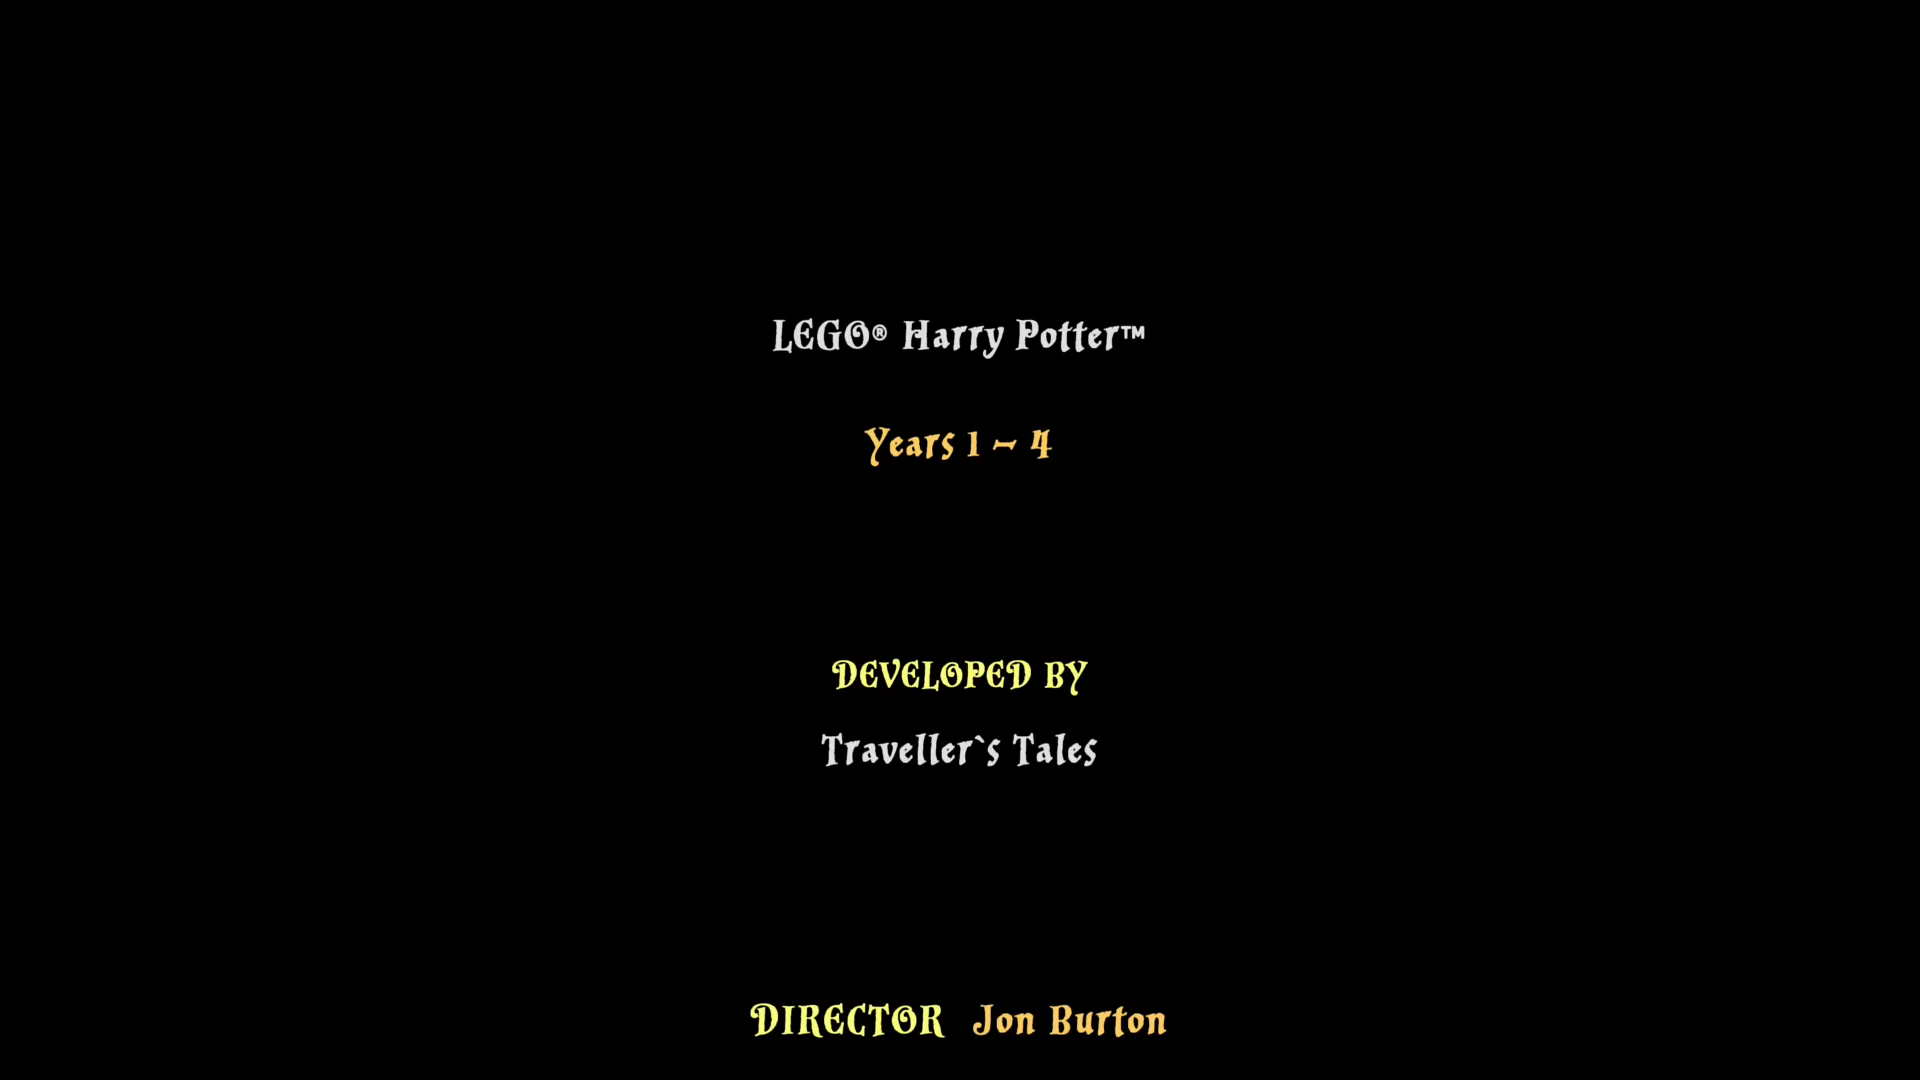 LEGO® Harry Potter™
Years 1 – 4
DEVELOPED BY
Traveller`s Tales
DIRECTOR Jon Burton